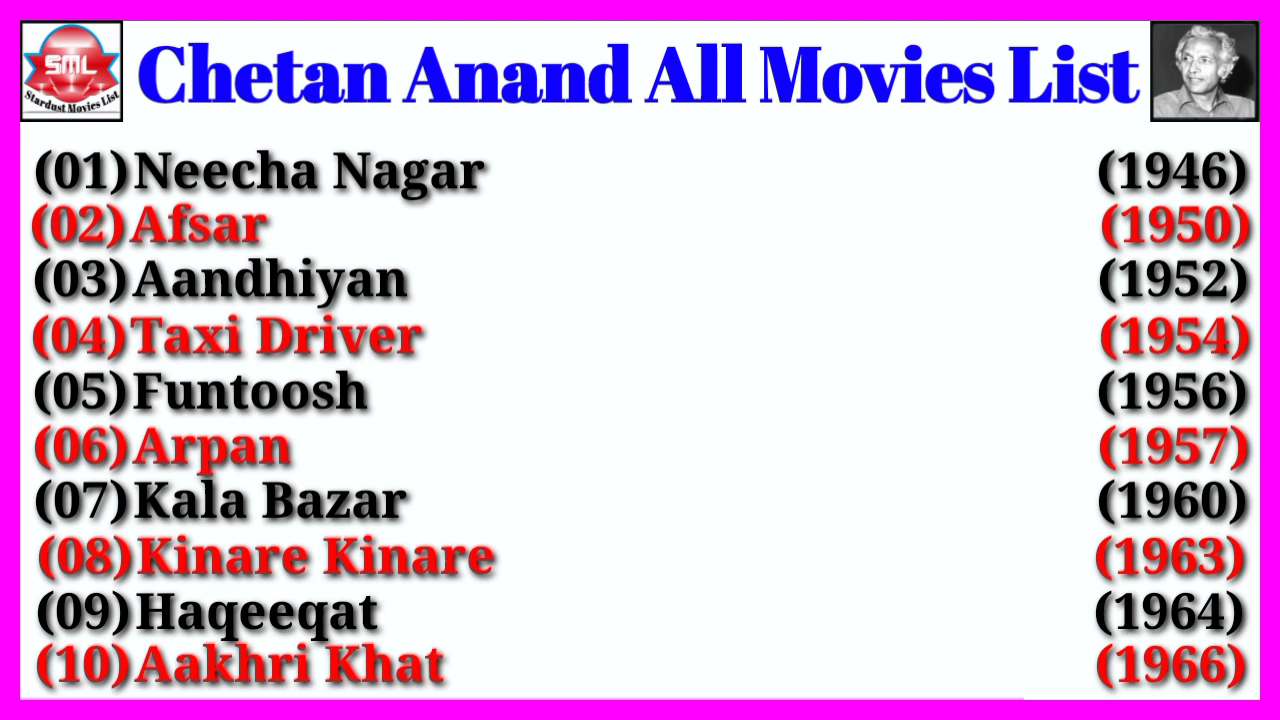 SML
Stardust Movies List
Chetan Anand All Movies List
(01) Neecha Nagar (1946)
(02) Afsar (1950)
(03) Aandhiyan (1952)
(04) Taxi Driver (1954)
(05) Funtoosh (1956)
(06) Arpan (1957)
(07) Kala Bazar (1960)
(08) Kinare Kinare (1963)
(09) Haqeeqat (1964)
(10) Aakhri Khat (1966)